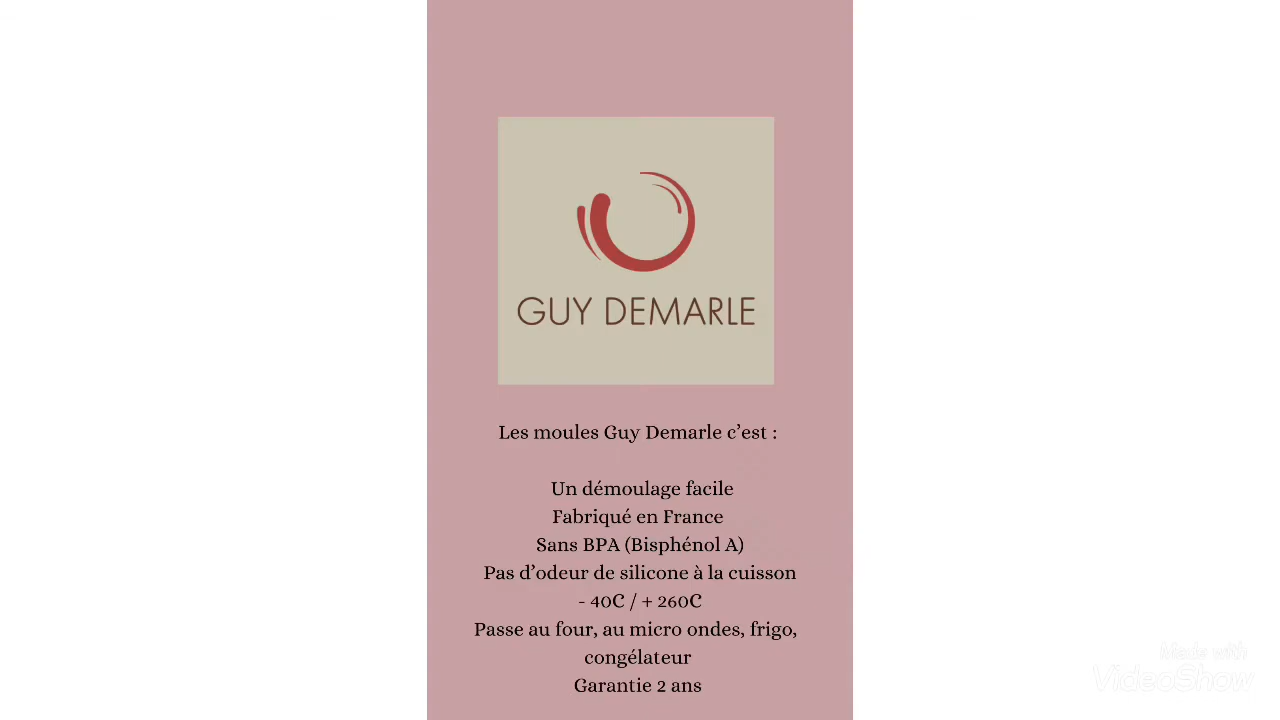 GUY DEMARLE
Les moules Guy Demarle c’est :
Un démoulage facile
Fabriqué en France
Sans BPA (Bisphénol A)
Pas d’odeur de silicone à la cuisson
- 40C / + 260C
Passe au four, au micro ondes, frigo,
congélateur
Garantie 2 ans
Made with
VideoShow